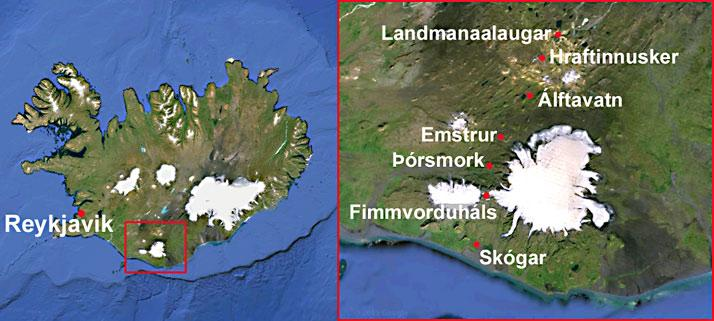 Reykjavik
Landmanaalaugar
Hraftinnusker
Álftavatn
Emstrur
Þórsmork
Fimmvorduháls
Skógar